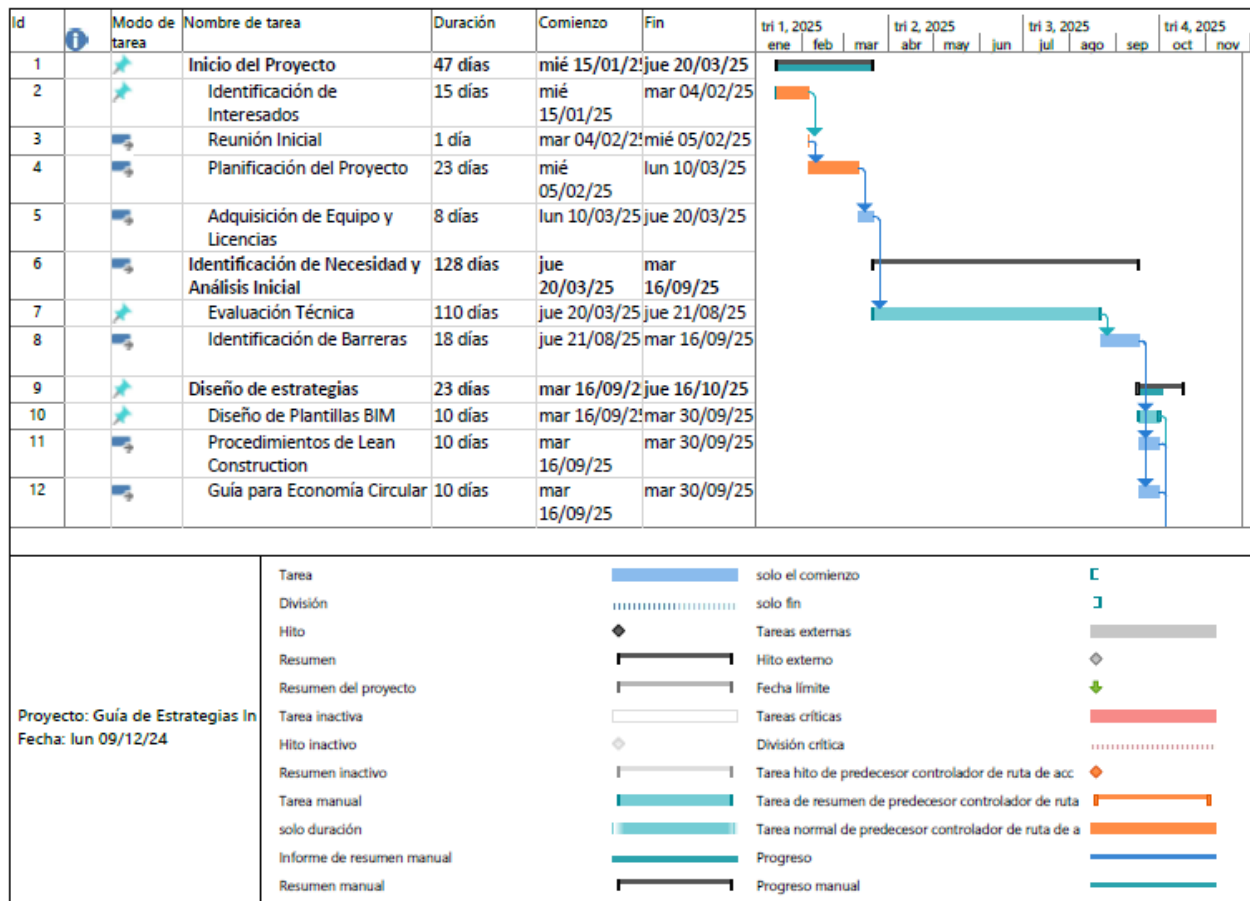 Id Modo de tarea Nombre de tarea Duración Comienzo Fin
tri 1, 2025 tri 2, 2025 tri 3, 2025 tri 4, 2025
ene feb mar abr may jun jul ago sep oct nov
1 Inicio del Proyecto 47 días mié 15/01/25 jue 20/03/25
2 Identificación de Interesados 15 días mié 15/01/25 mar 04/02/25
3 Reunión Inicial 1 día mar 04/02/25 mié 05/02/25
4 Planificación del Proyecto 23 días mié 05/02/25 lun 10/03/25
5 Adquisición de Equipo y Licencias 8 días lun 10/03/25 jue 20/03/25
6 Identificación de Necesidad y Análisis Inicial 128 días jue 20/03/25 mar 16/09/25
7 Evaluación Técnica 110 días jue 20/03/25 jue 21/08/25
8 Identificación de Barreras 18 días jue 21/08/25 mar 16/09/25
9 Diseño de estrategias 23 días mar 16/09/2 jue 16/10/25
10 Diseño de Plantillas BIM 10 días mar 16/09/25 mar 30/09/25
11 Procedimientos de Lean Construction 10 días mar 16/09/25 mar 30/09/25
12 Guía para Economía Circular 10 días mar 16/09/25 mar 30/09/25
Proyecto: Guía de Estrategias In
Fecha: lun 09/12/24
Tarea
División
Hito
Resumen
Resumen del proyecto
Tarea inactiva
Hito inactivo
Resumen inactivo
Tarea manual
solo duración
Informe de resumen manual
Resumen manual
solo el comienzo
solo fin
Tareas externas
Hito externo
Fecha límite
Tareas críticas
División crítica
Tarea hito de predecesor controlador de ruta de acc
Tarea de resumen de predecesor controlador de ruta
Tarea normal de predecesor controlador de ruta de a
Progreso
Progreso manual